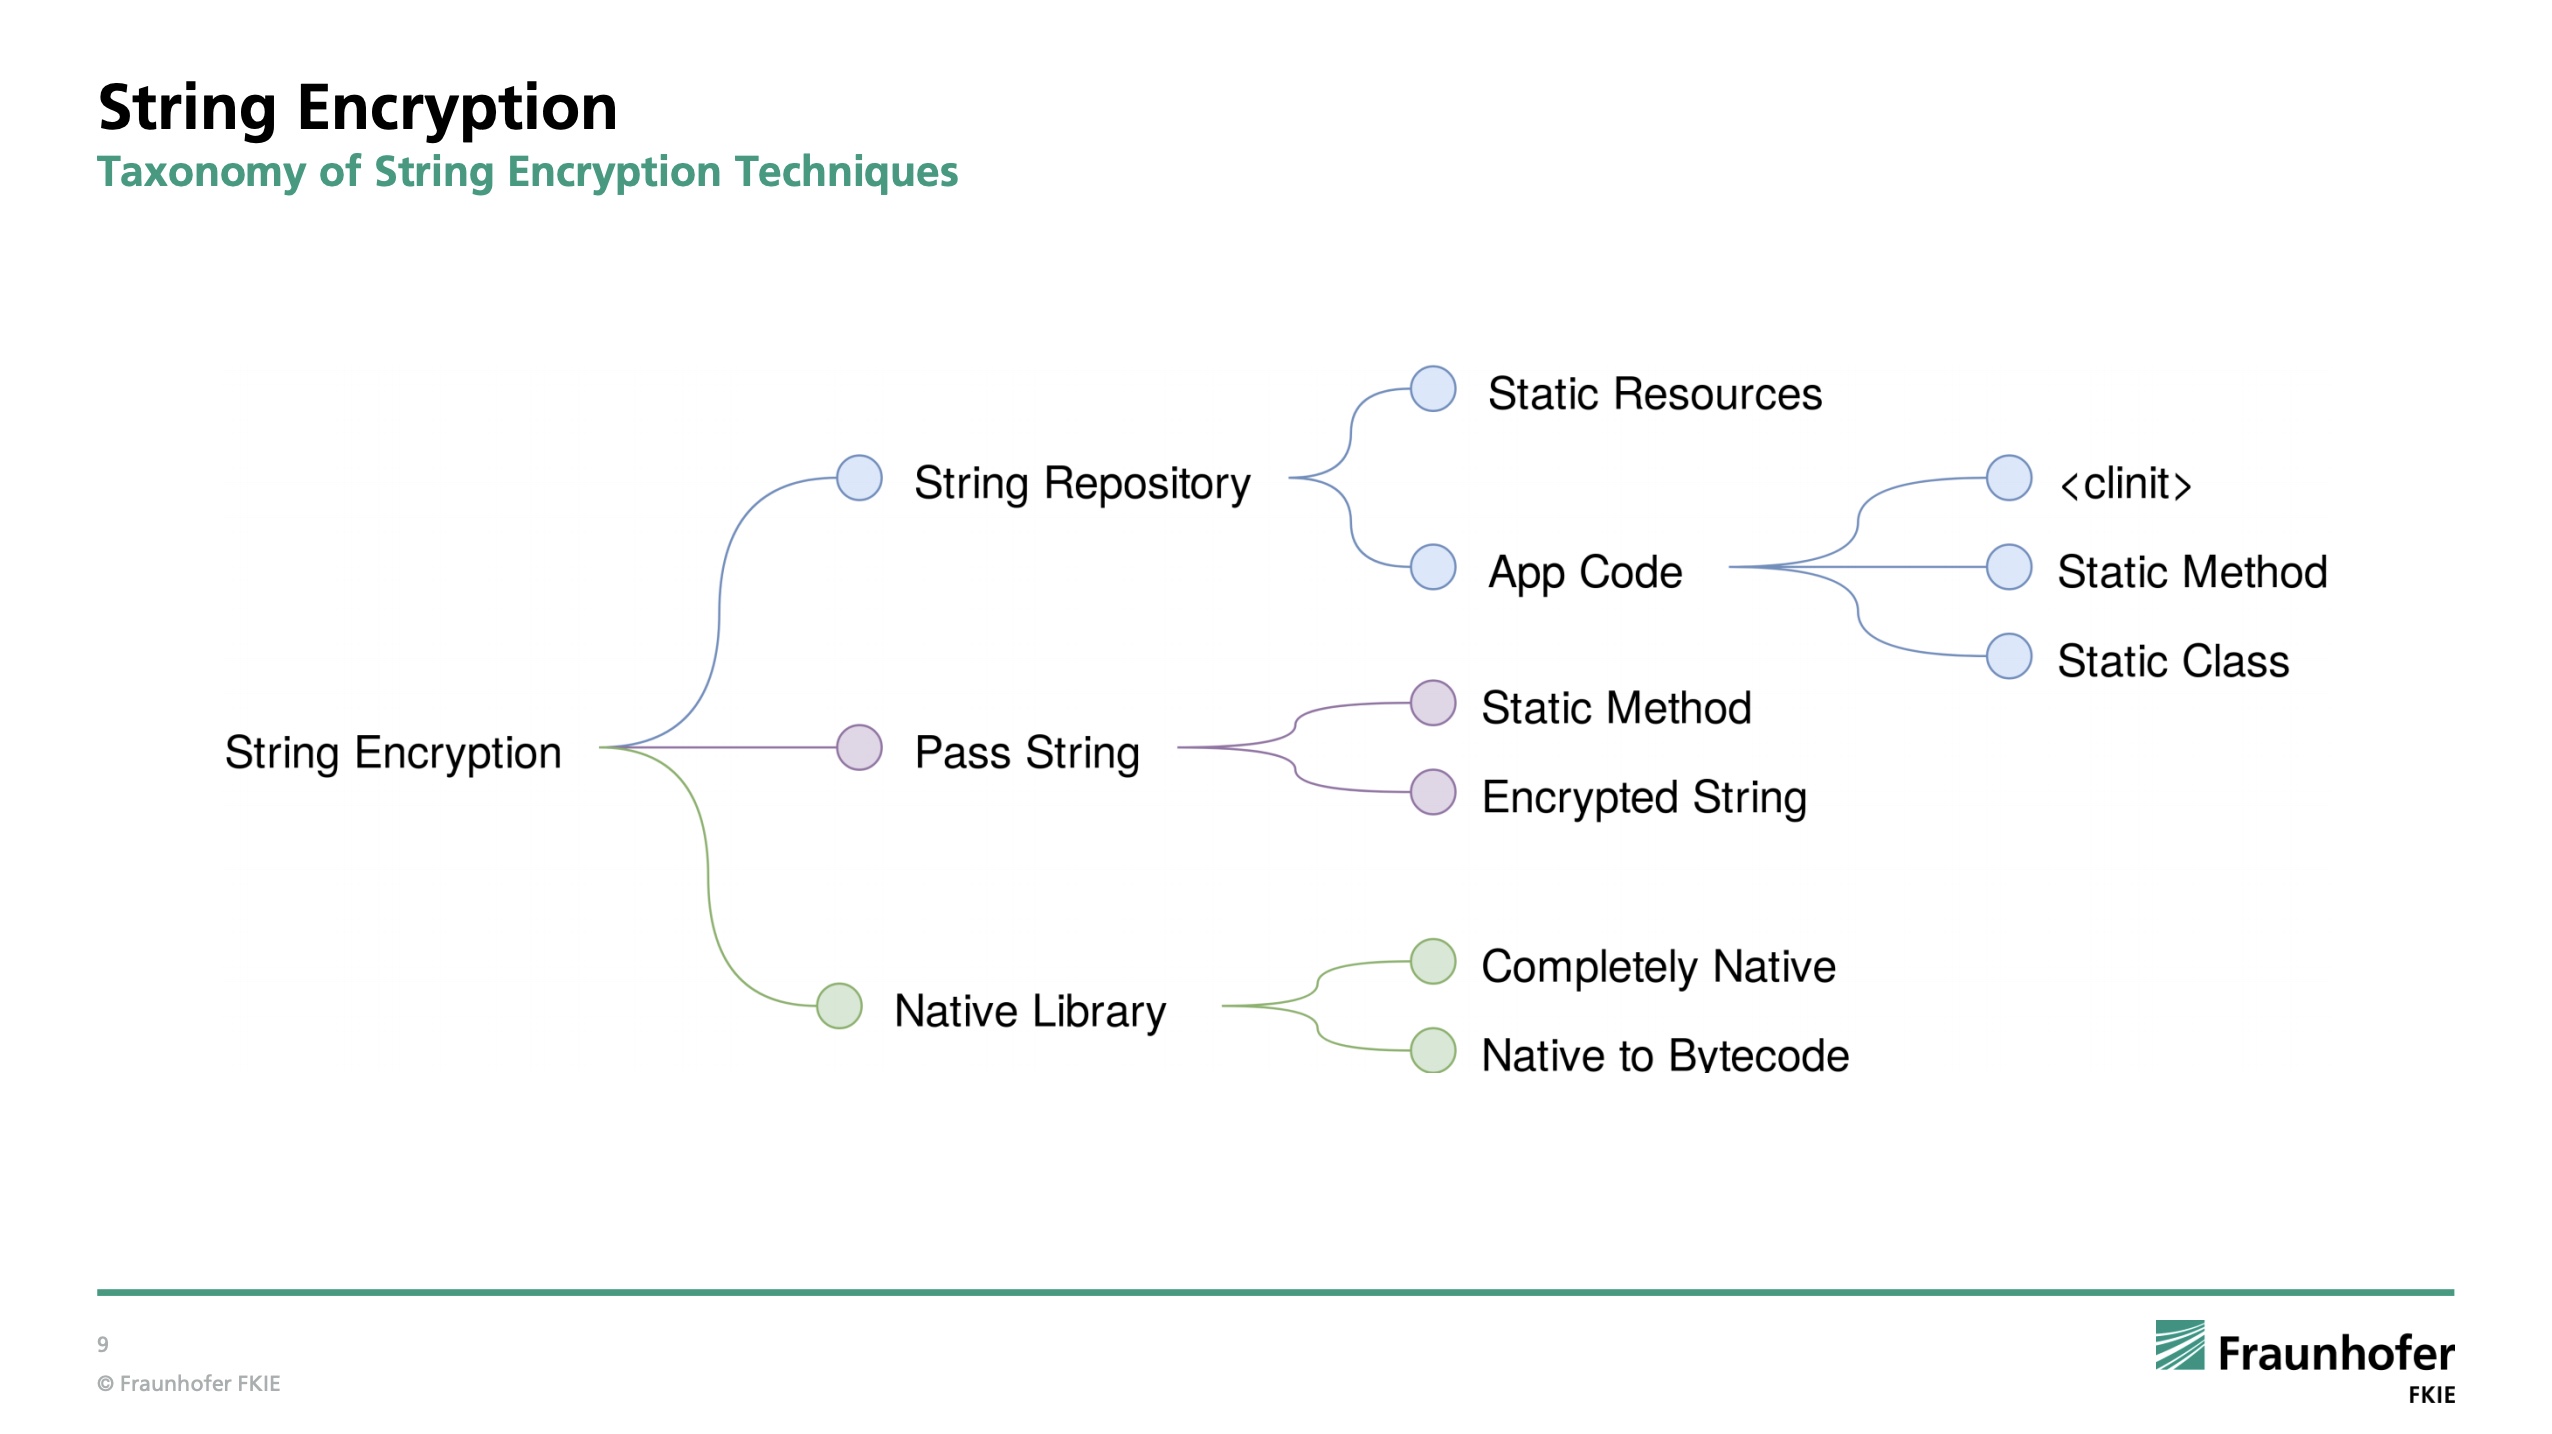 String Encryption
Taxonomy of String Encryption Techniques
Static Resources
String Repository
<clinit>
App Code
Static Method
Static Class
Static Method
String Encryption
Pass String
Encrypted String
Completely Native
Native Library
Native to Bytecode
9
© Fraunhofer FKIE
Fraunhofer
FKIE